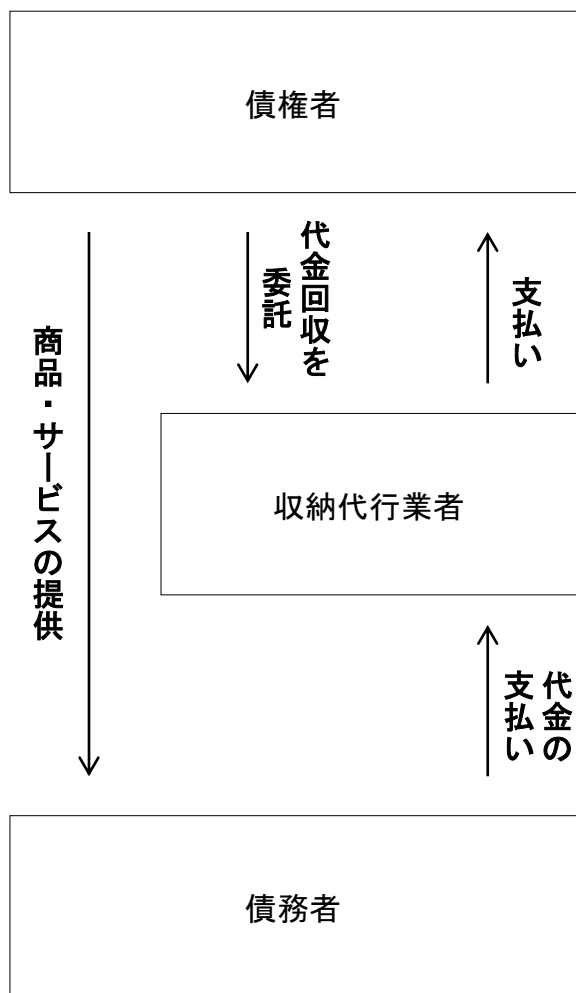 債権者
商品・サービスの提供
代金回収を
委託
支払い
収納代行業者
代金の
支払い
債務者